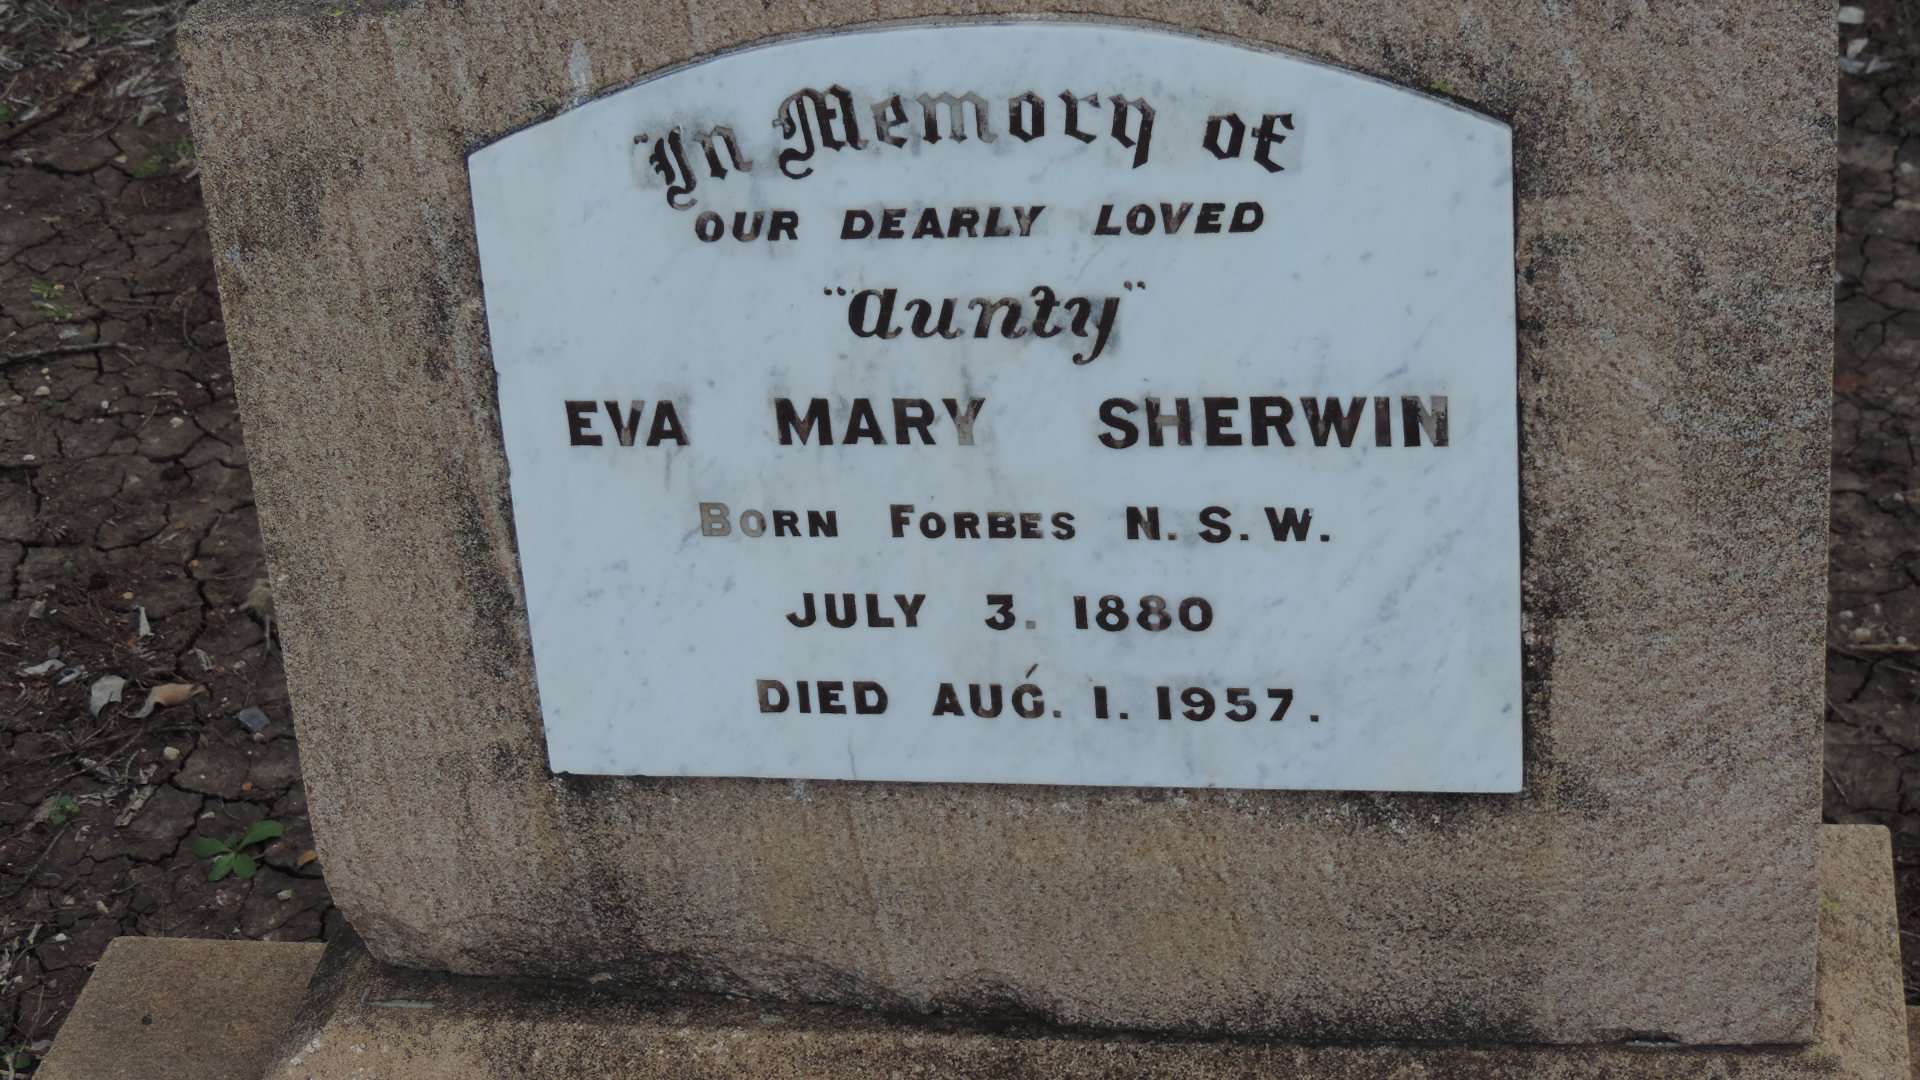 In Memory of
OUR DEARLY LOVED
"Aunty"
EVA MARY SHERWIN
BORN FORBES N.S.W.
JULY 3. 1880
DIED AUG. 1. 1957.